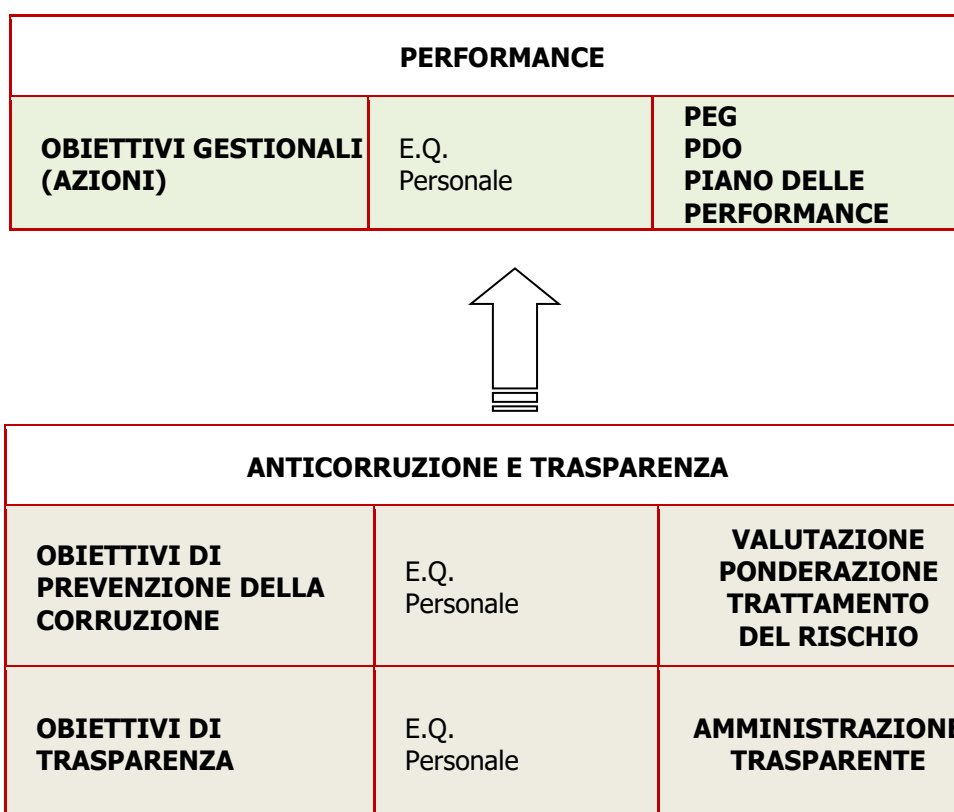 PERFORMANCE
OBIETTIVI GESTIONALI
(AZIONI)
E.Q.
Personale
PEG
PDO
PIANO DELLE
PERFORMANCE
ANTICORRUZIONE E TRASPARENZA
OBIETTIVI DI
PREVENZIONE DELLA
CORRUZIONE
E.Q.
Personale
VALUTAZIONE
PONDERAZIONE
TRATTAMENTO
DEL RISCHIO
OBIETTIVI DI
TRASPARENZA
E.Q.
Personale
AMMINISTRAZIONE
TRASPARENTE